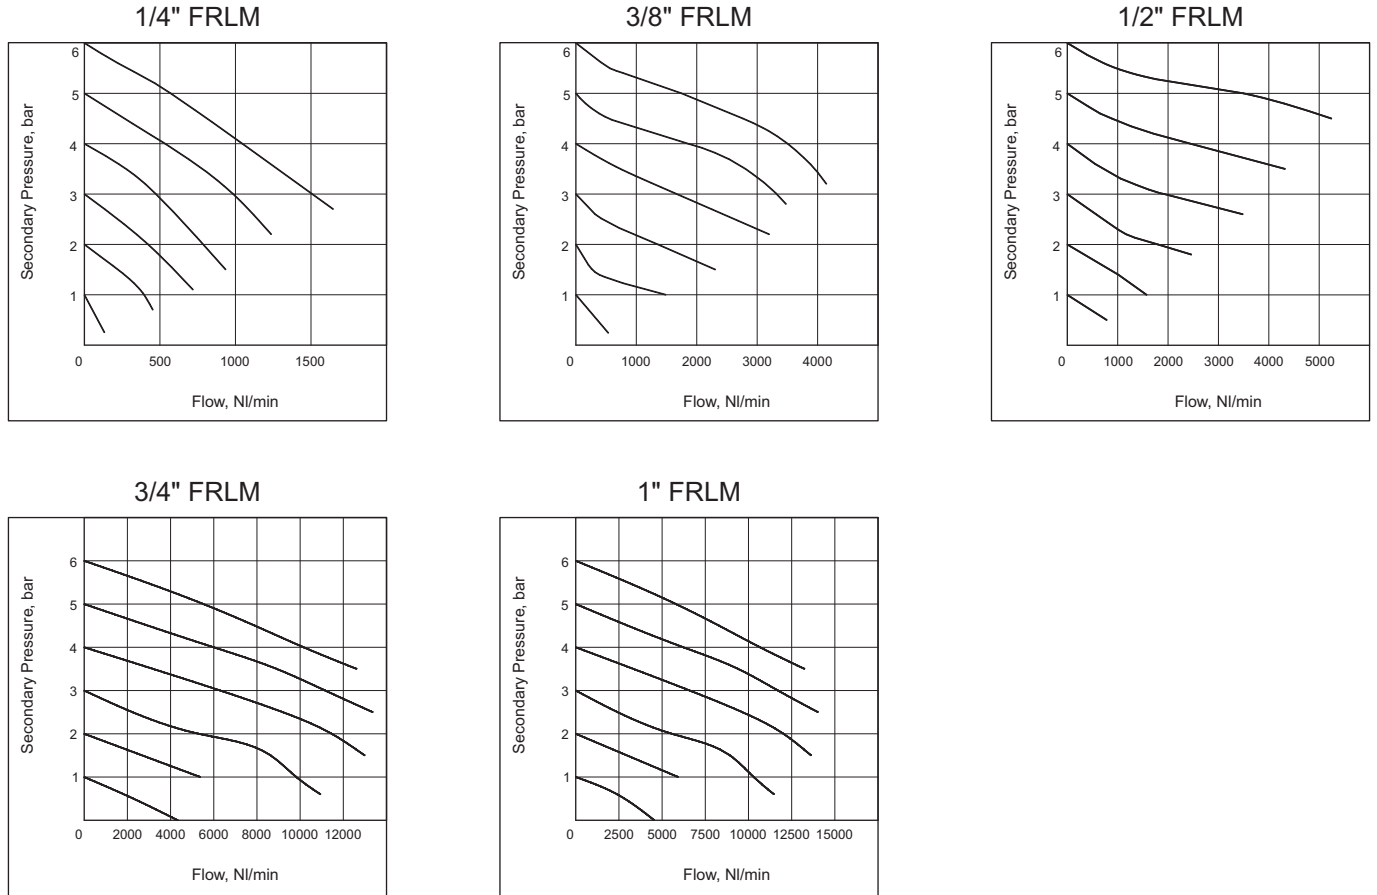 1/4" FRLM
3/8" FRLM
1/2" FRLM
Secondary Pressure, bar
6
5
4
3
2
1
0 500 1000 1500
Flow, Nl/min
Secondary Pressure, bar
6
5
4
3
2
1
0 1000 2000 3000 4000
Flow, Nl/min
Secondary Pressure, bar
6
5
4
3
2
1
0 1000 2000 3000 4000 5000
Flow, Nl/min
3/4" FRLM
1" FRLM
Secondary Pressure, bar
6
5
4
3
2
1
0 2000 4000 6000 8000 10000 12000
Flow, Nl/min
Secondary Pressure, bar
6
5
4
3
2
1
0 2500 5000 7500 10000 12500 15000
Flow, Nl/min